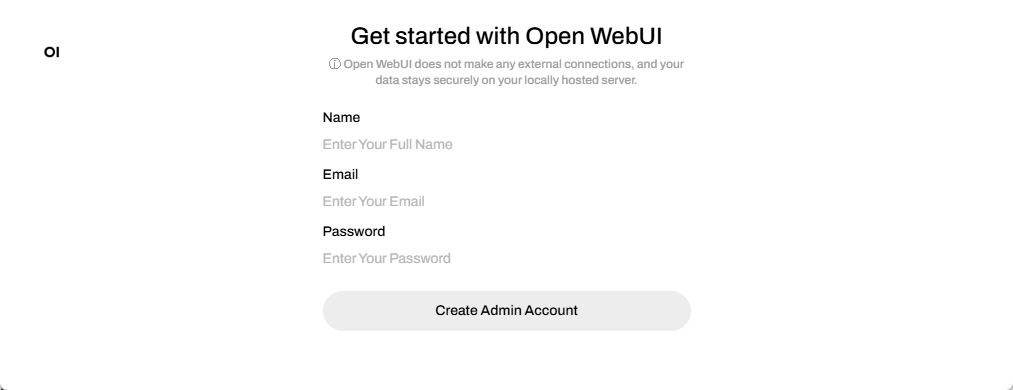 OI
Get started with Open WebUI
ⓘ Open WebUI does not make any external connections, and your
data stays securely on your locally hosted server.
Name
Enter Your Full Name
Email
Enter Your Email
Password
Enter Your Password
Create Admin Account